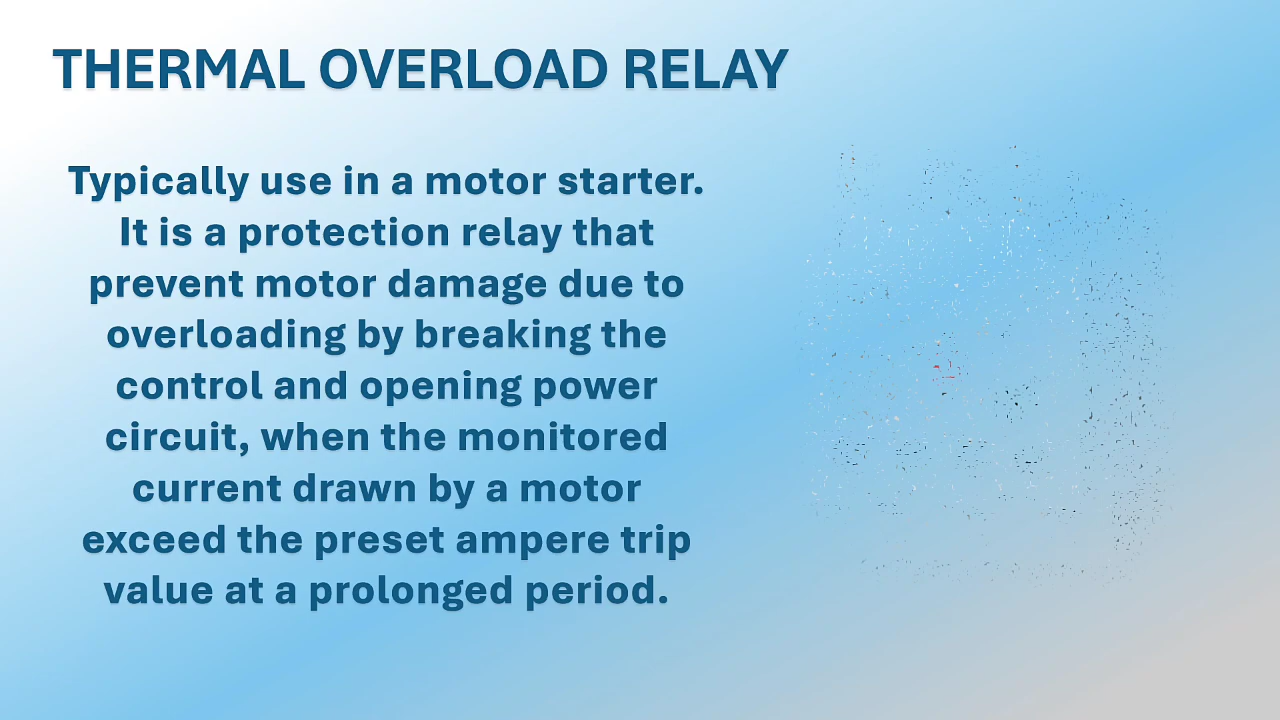 THERMAL OVERLOAD RELAY
Typically use in a motor starter.
It is a protection relay that
prevent motor damage due to
overloading by breaking the
control and opening power
circuit, when the monitored
current drawn by a motor
exceed the preset ampere trip
value at a prolonged period.